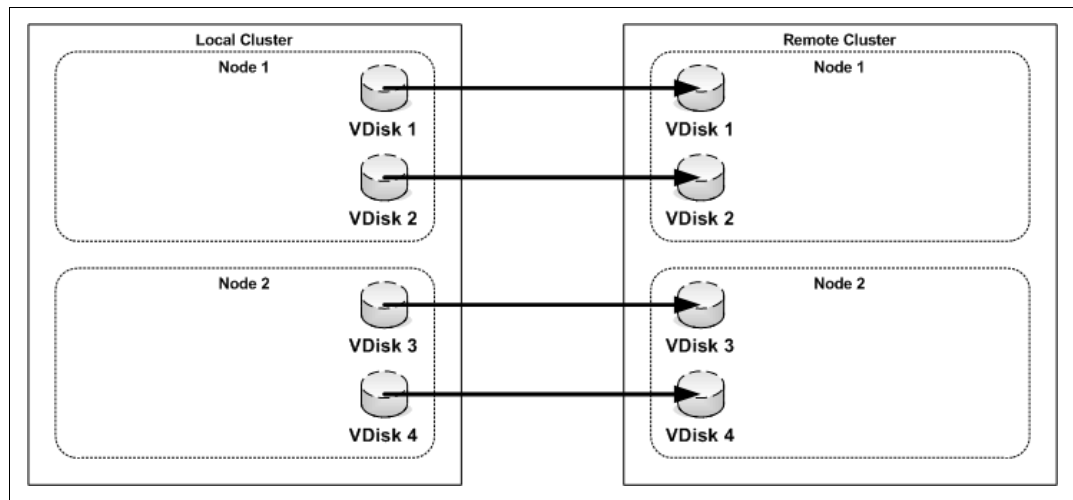 Local Cluster
Node 1
VDisk 1
VDisk 2
Node 2
VDisk 3
VDisk 4
Remote Cluster
Node 1
VDisk 1
VDisk 2
Node 2
VDisk 3
VDisk 4